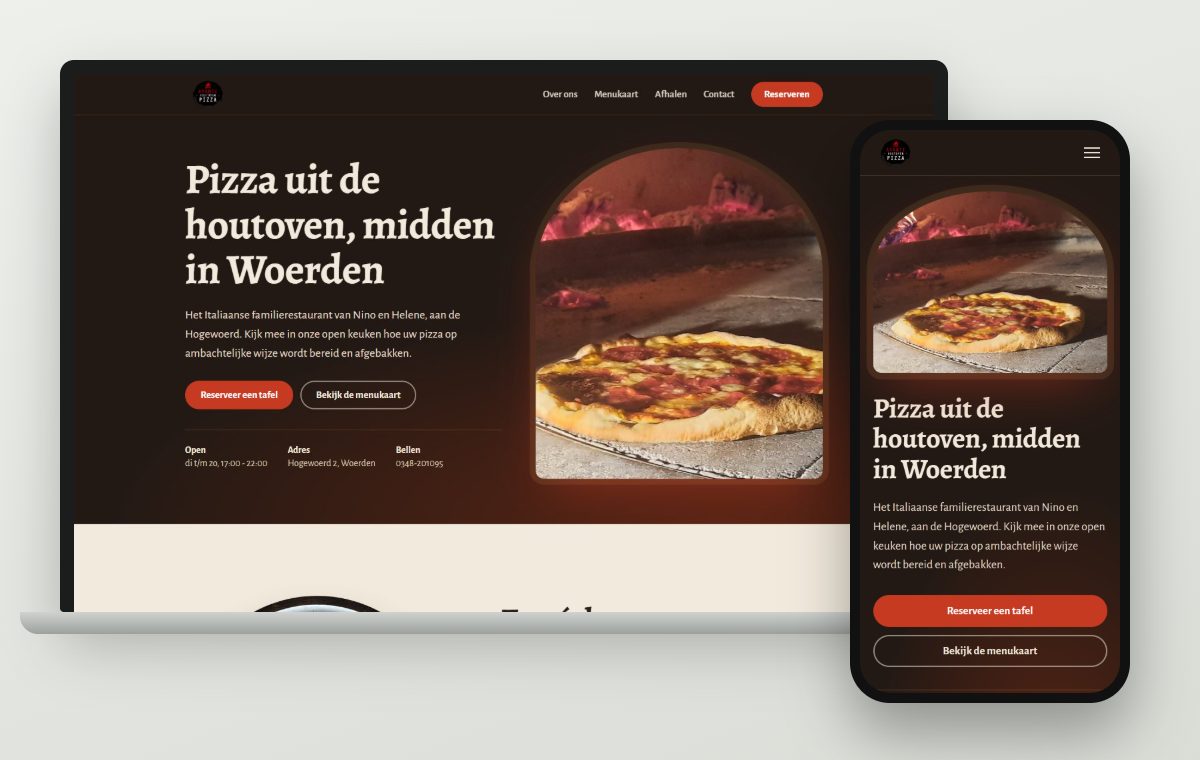 PIZZA
Over ons
Menukaart
Afhalen
Contact
Reserveren
Pizza uit de
houtoven, midden
in Woerden
Het Italiaanse familierestaurant van Nino en Helene, aan de
Hogewoerd. Kijk mee in onze open keuken hoe uw pizza op
ambachtelijke wijze wordt bereid en afgebakken.
Reserveer een tafel
Bekijk de menukaart
Open
di t/m zo, 17:00 - 22:00
Adres
Hogewoerd 2, Woerden
Bellen
0348-201095
PIZZA
Pizza uit de
houtoven, midden
in Woerden
Het Italiaanse familierestaurant van Nino en
Helene, aan de Hogewoerd. Kijk mee in onze open
keuken hoe uw pizza op ambachtelijke wijze
wordt bereid en afgebakken.
Reserveer een tafel
Bekijk de menukaart